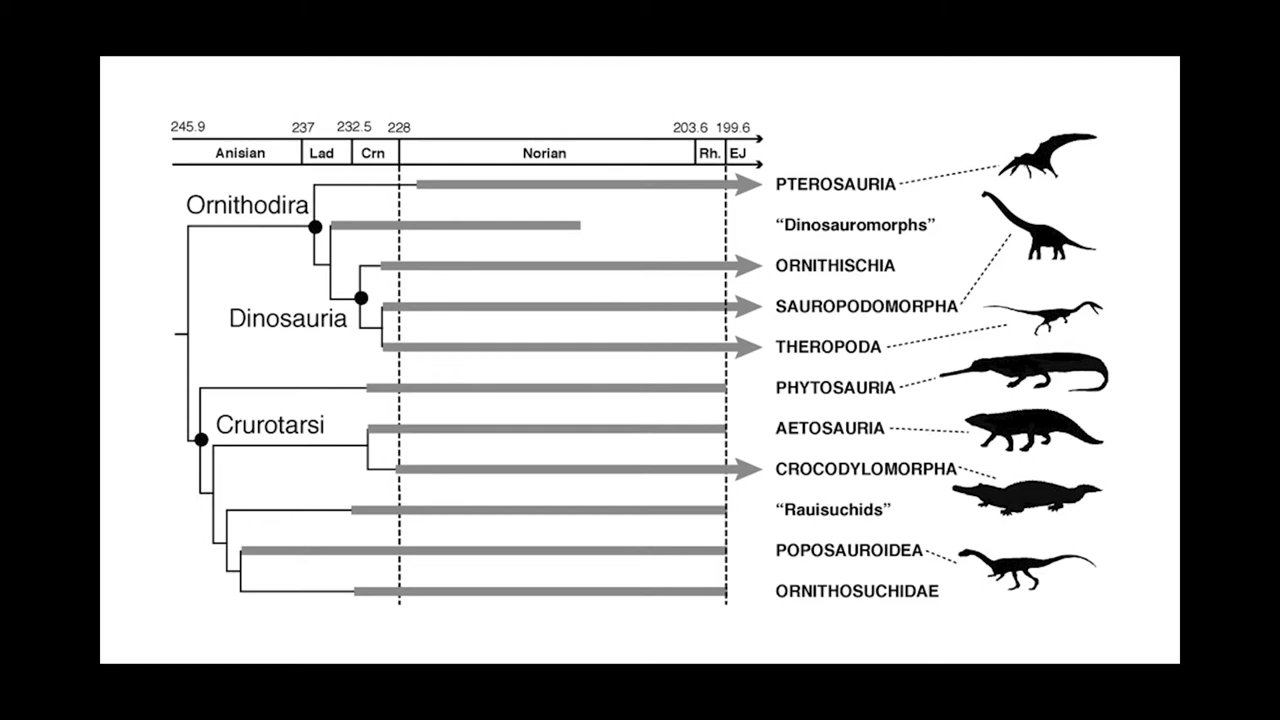 245.9 237 232.5 228 203.6 199.6
Anisian Lad Crn Norian Rh. EJ
PTEROSAURIA
Ornithodira
“Dinosauromorphs”
ORNITHISCHIA
SAUROPODOMORPHA
Dinosauria
THEROPODA
PHYTOSAURIA
Crurotarsi
AETOSAURIA
CROCODYLOMORPHA
“Rauisuchids”
POPOSAUROIDEA
ORNITHOSUCHIDAE